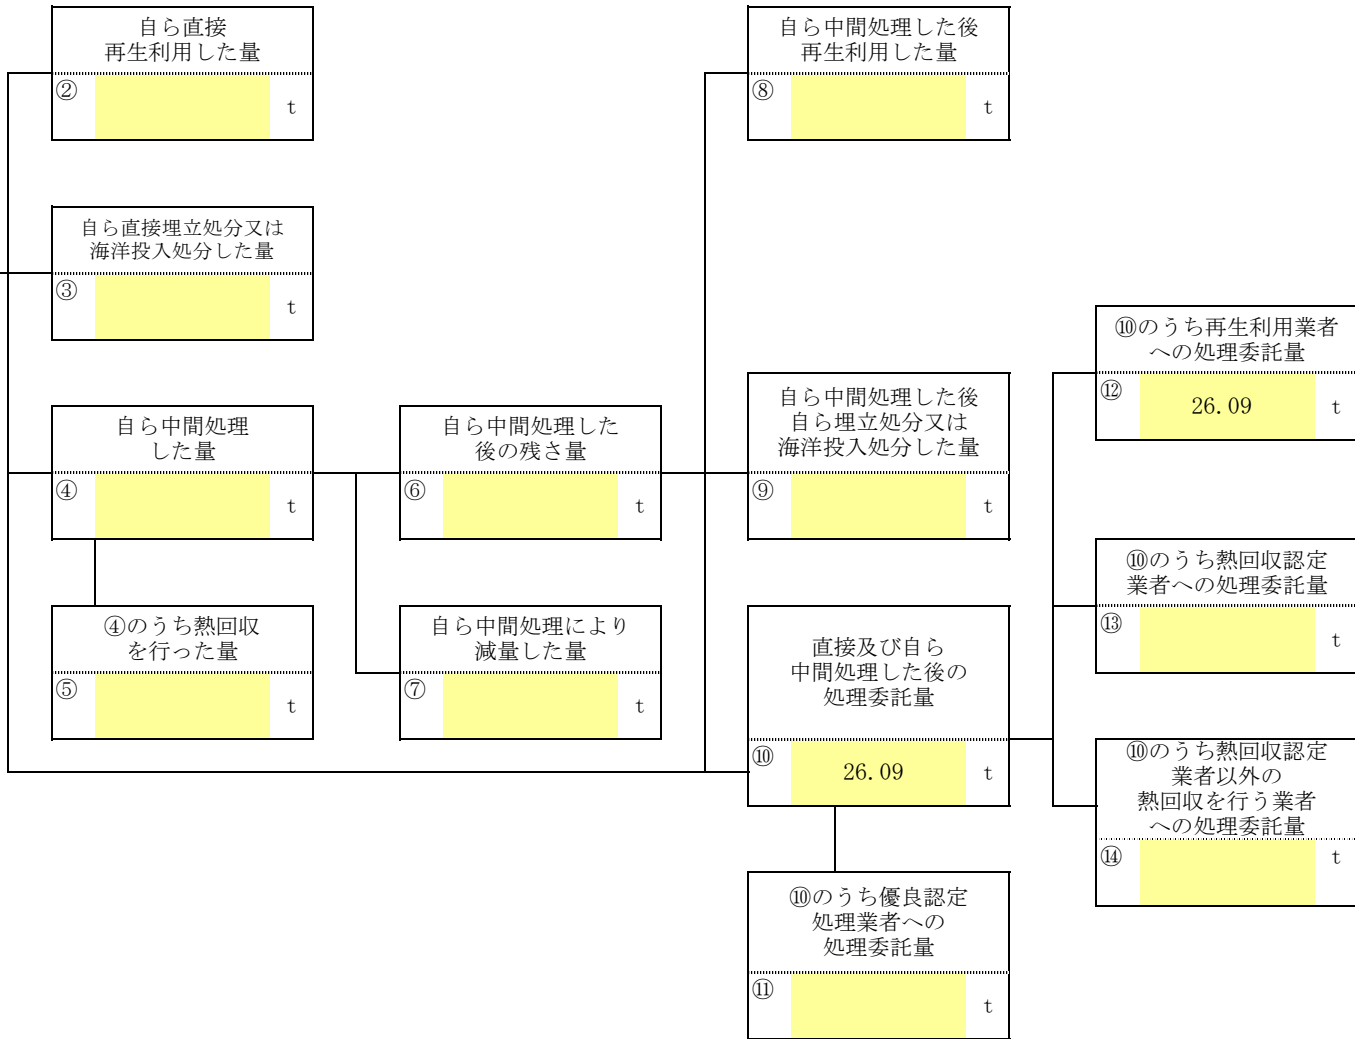 自ら直接
再生利用した量
②
t
自ら中間処理した後
再生利用した量
⑧
t
自ら直接埋立処分又は
海洋投入処分した量
③
t
⑩のうち再生利用業者
への処理委託量
⑫
26.09
t
自ら中間処理
した量
④
t
自ら中間処理した
後の残さ量
⑥
t
自ら中間処理した後
自ら埋立処分又は
海洋投入処分した量
⑨
t
⑩のうち熱回収認定
業者への処理委託量
⑬
t
④のうち熱回収
を行った量
⑤
t
自ら中間処理により
減量した量
⑦
t
直接及び自ら
中間処理した後の
処理委託量
⑩
26.09
t
⑩のうち熱回収認定
業者以外の
熱回収を行う業者
への処理委託量
⑭
t
⑩のうち優良認定
処理業者への
処理委託量
⑪
t